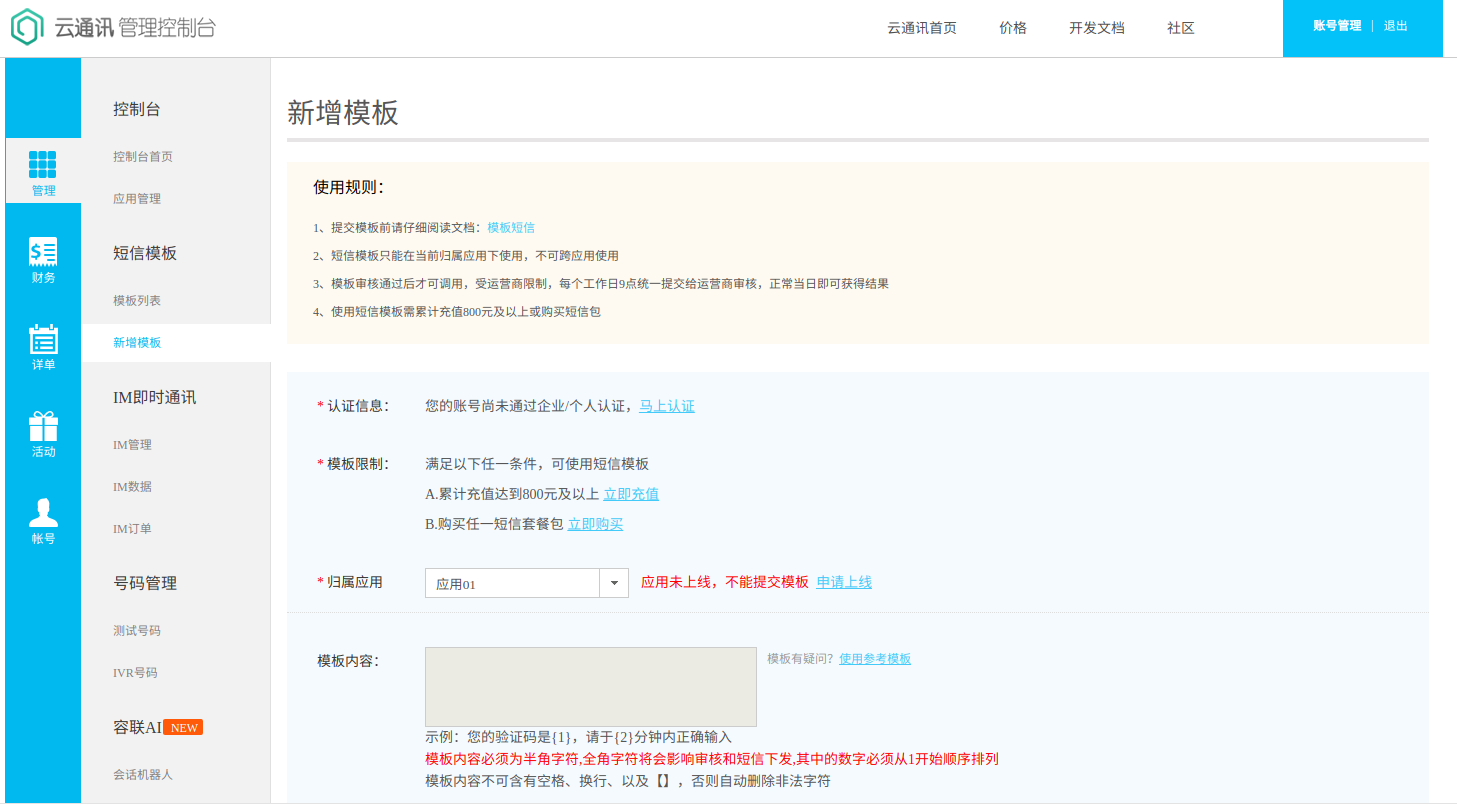 云通讯 管理控制台
云通讯首页 价格 开发文档 社区 账号管理 | 退出
管理
财务
详单
活动
帐号
控制台
控制台首页
应用管理
短信模板
模板列表
新增模板
IM即时通讯
IM管理
IM数据
IM订单
号码管理
测试号码
IVR号码
容联AI NEW
会话机器人
新增模板
使用规则：
1、提交模板前请仔细阅读文档：模板短信
2、短信模板只能在当前归属应用下使用，不可跨应用使用
3、模板审核通过后才可调用，受运营商限制，每个工作日9点统一提交给运营商审核，正常当日即可获得结果
4、使用短信模板需累计充值800元及以上或购买短信包
* 认证信息： 您的账号尚未通过企业/个人认证，马上认证
* 模板限制： 满足以下任一条件，可使用短信模板
A.累计充值达到800元及以上 立即充值
B.购买任一短信套餐包 立即购买
* 归属应用 应用01 应用未上线，不能提交模板 申请上线
模板内容： 模板有疑问？使用参考模板
示例：您的验证码是{1}，请于{2}分钟内正确输入
模板内容必须为半角字符,全角字符将会影响审核和短信下发,其中的数字必须从1开始顺序排列
模板内容不可含有空格、换行、以及【】，否则自动删除非法字符